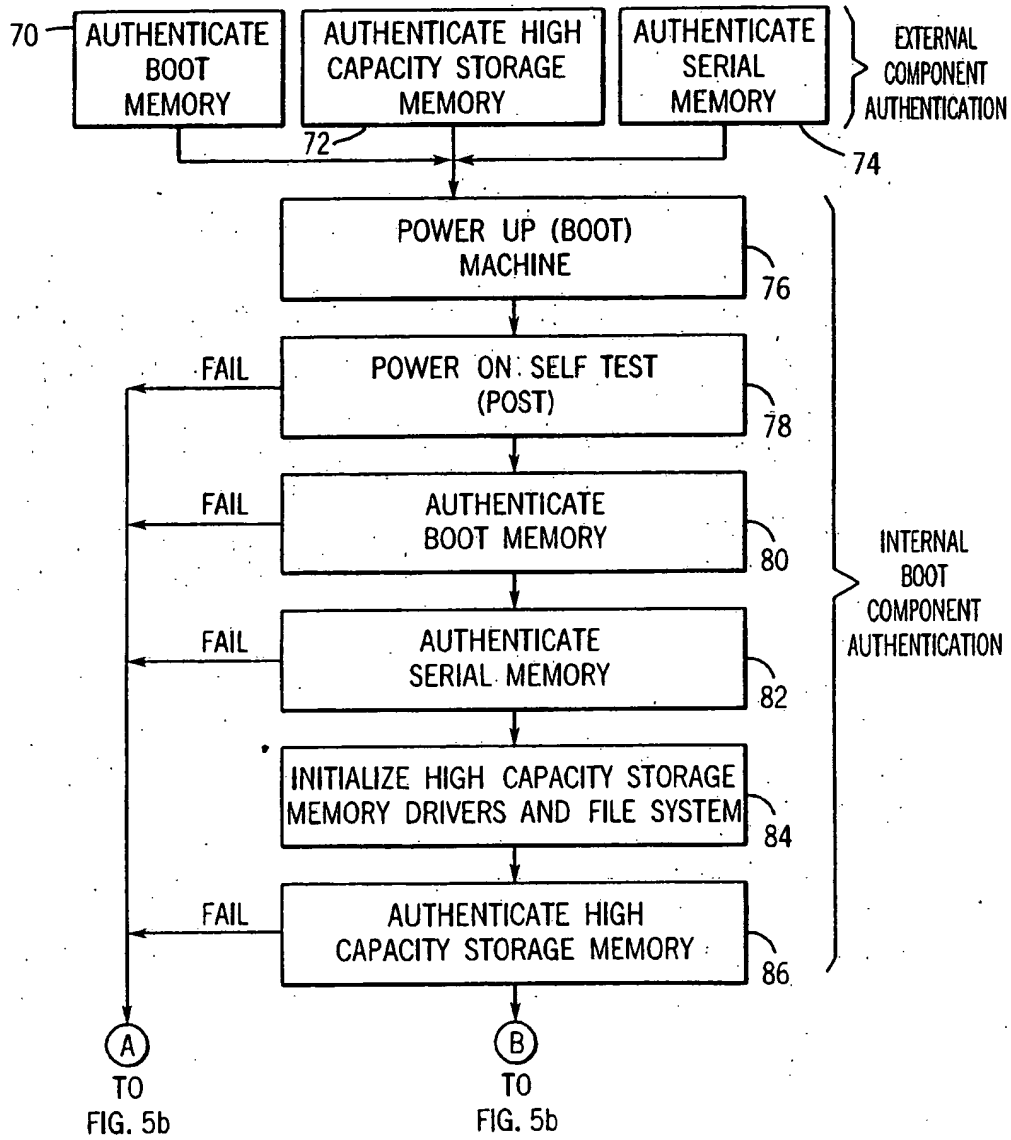 70
AUTHENTICATE
BOOT
MEMORY
AUTHENTICATE HIGH
CAPACITY STORAGE
MEMORY
72
AUTHENTICATE
SERIAL
MEMORY
74
EXTERNAL
COMPONENT
AUTHENTICATION
POWER UP (BOOT)
MACHINE
76
FAIL
POWER ON SELF TEST
(POST)
78
FAIL
AUTHENTICATE
BOOT MEMORY
80
INTERNAL
BOOT
COMPONENT
AUTHENTICATION
FAIL
AUTHENTICATE
SERIAL MEMORY
82
INITIALIZE HIGH CAPACITY STORAGE
MEMORY DRIVERS AND FILE SYSTEM
84
FAIL
AUTHENTICATE HIGH
CAPACITY STORAGE MEMORY
86
A
TO
FIG. 5b
B
TO
FIG. 5b